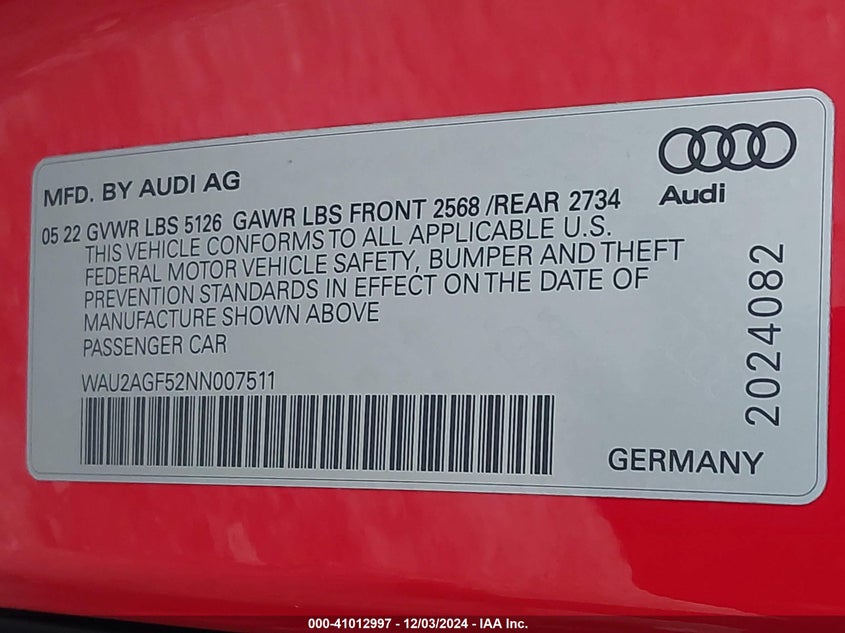 MFD. BY AUDI AG
Audi
05 22 GVWR LBS 5126 GAWR LBS FRONT 2568 /REAR 2734
THIS VEHICLE CONFORMS TO ALL APPLICABLE U.S.
FEDERAL MOTOR VEHICLE SAFETY, BUMPER AND THEFT
PREVENTION STANDARDS IN EFFECT ON THE DATE OF
MANUFACTURE SHOWN ABOVE
PASSENGER CAR
WAU2AGF52NN007511
2024082
GERMANY
000-41012997 - 12/03/2024 - IAA Inc.